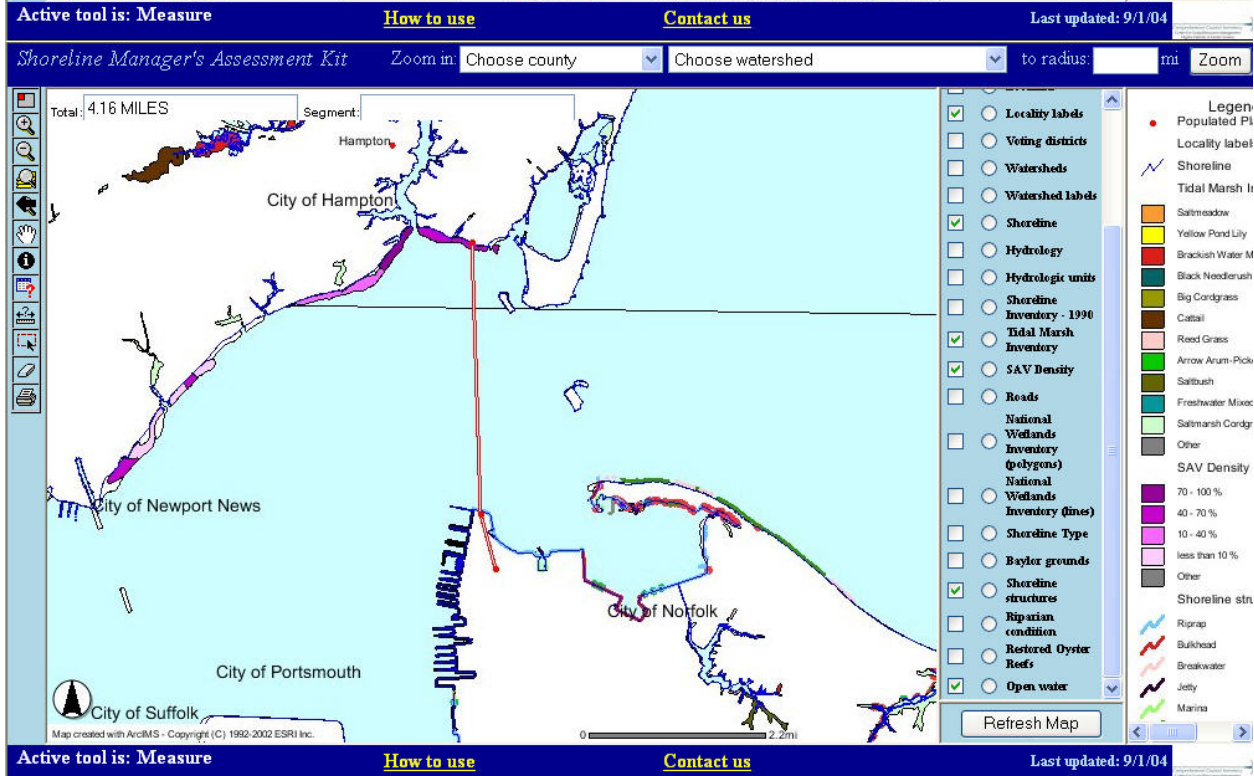 Active tool is: Measure How to use Contact us Last updated: 9/1/04
Shoreline Manager's Assessment Kit Zoom in: Choose county Choose watershed to radius: mi Zoom
Total: 4.16 MILES Segment:
Hampton
City of Hampton
City of Newport News
City of Norfolk
City of Portsmouth
City of Suffolk
Map created with ArcIMS - Copyright (C) 1992-2002 ESRI Inc.
0 2.2mi
Locality labels
Voting districts
Watersheds
Watershed labels
Shoreline
Hydrology
Hydrologic units
Shoreline
Inventory - 1990
Tidal Marsh
Inventory
SAV Density
Roads
National
Wetlands
Inventory
(polygons)
National
Wetlands
Inventory (lines)
Shoreline Type
Baylor grounds
Shoreline
structures
Riparian
condition
Restored Oyster
Reefs
Open water
Refresh Map
Legen
Populated Pl
Locality label
Shoreline
Tidal Marsh I
Saltmeadow
Yellow Pond Lily
Brackish Water M
Black Needlerush
Big Cordgrass
Cattail
Reed Grass
Arrow Arum-Pick
Saltbush
Freshwater Mixed
Saltmarsh Cordgr
Other
SAV Density
70 - 100 %
40 - 70 %
10 - 40 %
less than 10 %
Other
Shoreline stru
Riprap
Bulkhead
Breakwater
Jetty
Marina
Active tool is: Measure How to use Contact us Last updated: 9/1/04